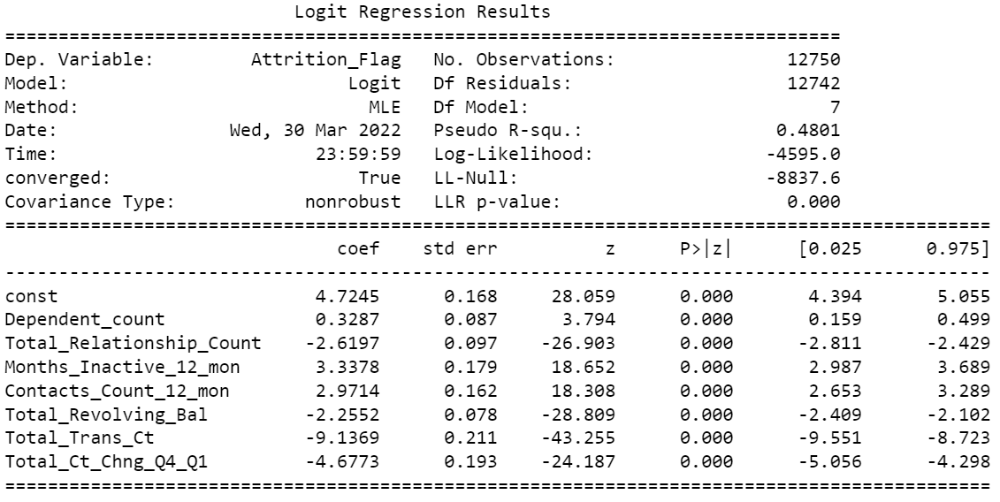 Logit Regression Results
==============================================================================
Dep. Variable: Attrition_Flag No. Observations: 12750
Model: Logit Df Residuals: 12742
Method: MLE Df Model: 7
Date: Wed, 30 Mar 2022 Pseudo R-squ.: 0.4801
Time: 23:59:59 Log-Likelihood: -4595.0
converged: True LL-Null: -8837.6
Covariance Type: nonrobust LLR p-value: 0.000
============================================================================================
coef std err z P>|z| [0.025 0.975]
--------------------------------------------------------------------------------------------
const 4.7245 0.168 28.059 0.000 4.394 5.055
Dependent_count 0.3287 0.087 3.794 0.000 0.159 0.499
Total_Relationship_Count -2.6197 0.097 -26.903 0.000 -2.811 -2.429
Months_Inactive_12_mon 3.3378 0.179 18.652 0.000 2.987 3.689
Contacts_Count_12_mon 2.9714 0.162 18.308 0.000 2.653 3.289
Total_Revolving_Bal -2.2552 0.078 -28.809 0.000 -2.409 -2.102
Total_Trans_Ct -9.1369 0.211 -43.255 0.000 -9.551 -8.723
Total_Ct_Chng_Q4_Q1 -4.6773 0.193 -24.187 0.000 -5.056 -4.298
============================================================================================